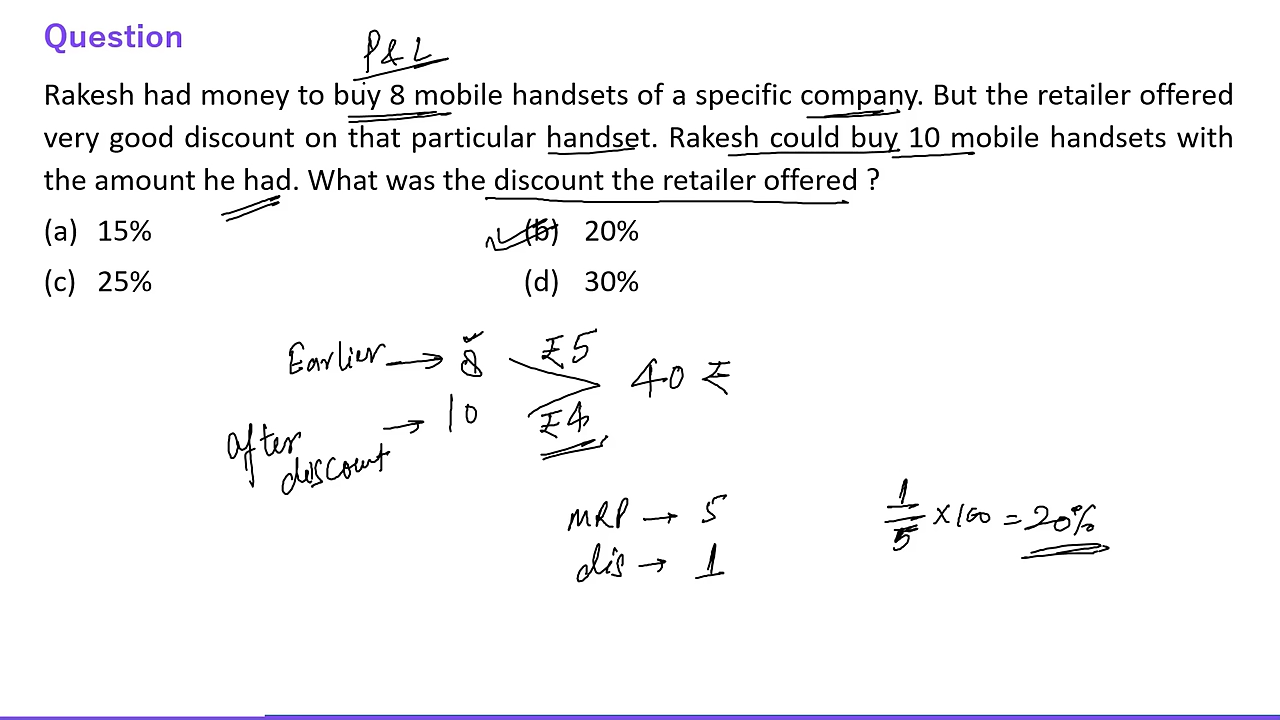 Question
P & L
Rakesh had money to buy 8 mobile handsets of a specific company. But the retailer offered
very good discount on that particular handset. Rakesh could buy 10 mobile handsets with
the amount he had. What was the discount the retailer offered ?
(a) 15% (b) 20%
(c) 25% (d) 30%
Earlier → 8 ₹5
40 ₹
after discount → 10 ₹4
MRP → 5
dis → 1
1/5 × 100 = 20%